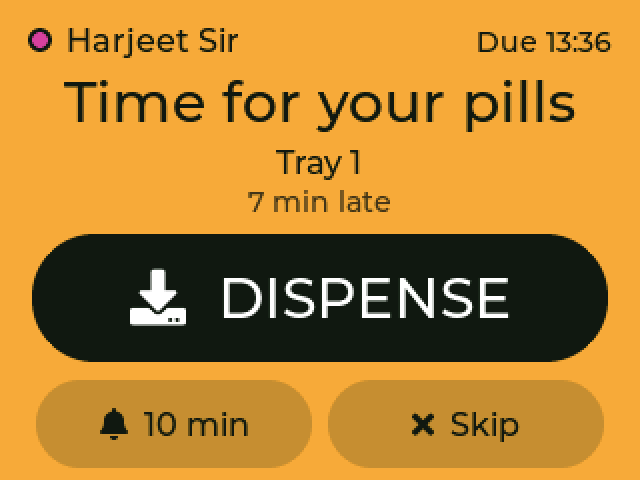 Harjeet Sir
Due 13:36
Time for your pills
Tray 1
7 min late
DISPENSE
10 min
Skip